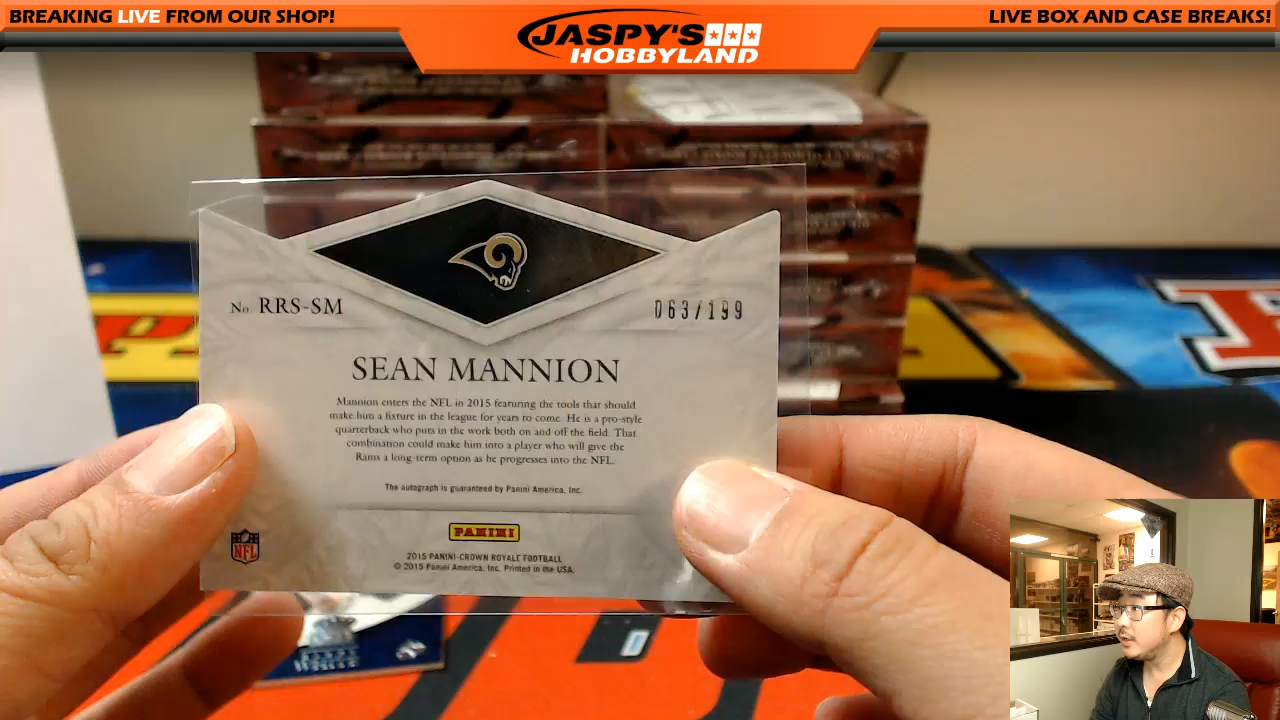 BREAKING LIVE FROM OUR SHOP!
JASPY'S
HOBBYLAND
LIVE BOX AND CASE BREAKS!
No. RRS-SM
063/199
SEAN MANNION
Mannion enters the NFL in 2015 featuring the tools that should
make him a fixture in the league for years to come. He is a pro-style
quarterback who puts in the work both on and off the field. That
combination could make him into a player who will give the
Rams a long-term option as he progresses into the NFL.
The autograph is guaranteed by Panini America, Inc.
PANINI
NFL
2015 PANINI-CROWN ROYALE FOOTBALL
© 2015 Panini America, Inc. Printed in the USA.